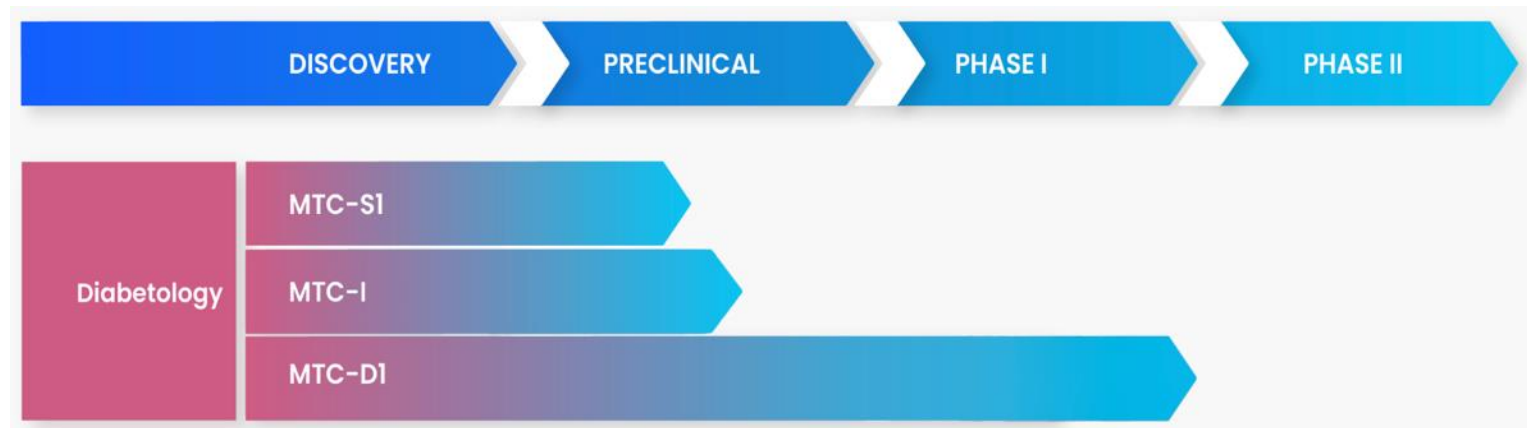 DISCOVERY PRECLINICAL PHASE I PHASE II
MTC-S1
Diabetology MTC-I
MTC-D1